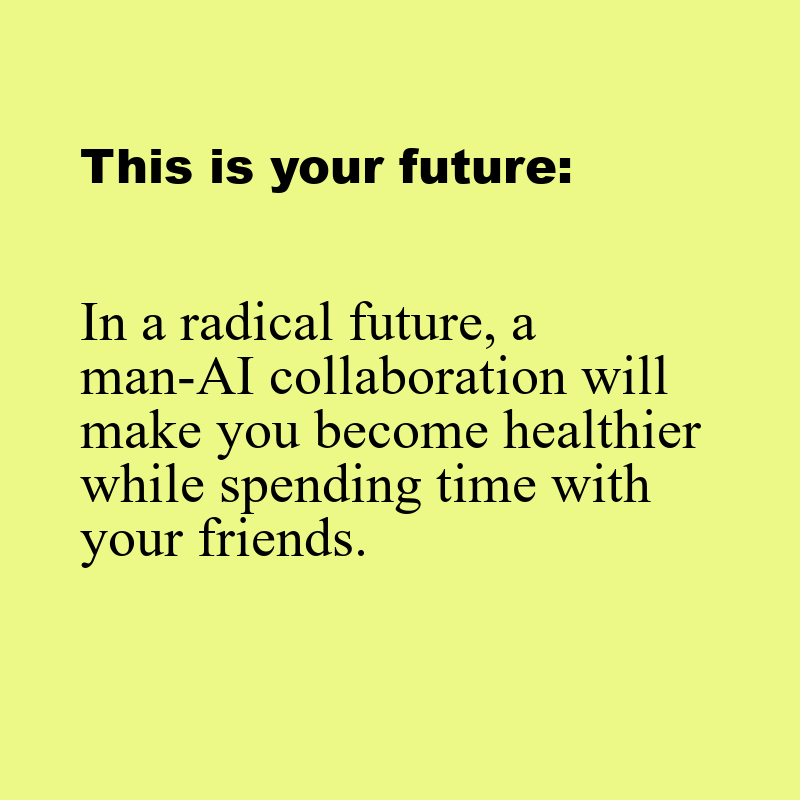 This is your future:
In a radical future, a
man-AI collaboration will
make you become healthier
while spending time with
your friends.